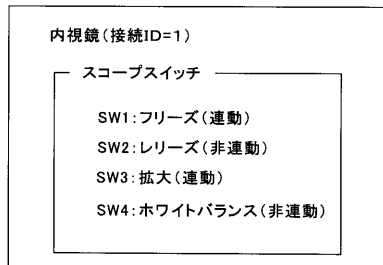 内視鏡(接続ID=1)
スコープスイッチ
SW1:フリーズ(連動)
SW2:レリーズ(非連動)
SW3:拡大(連動)
SW4:ホワイトバランス(非連動)